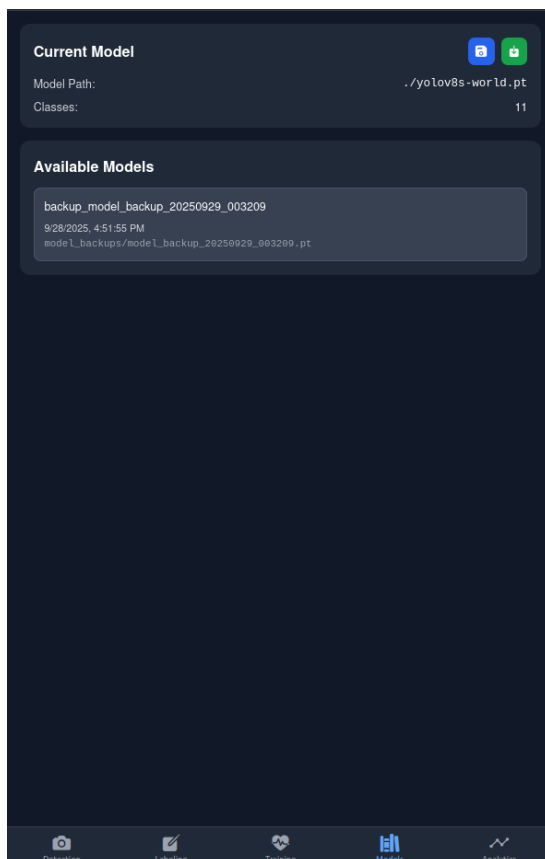 Current Model
Model Path: ./yolov8s-world.pt
Classes: 11
Available Models
backup_model_backup_20250929_003209
9/28/2025, 4:51:55 PM
model_backups/model_backup_20250929_003209.pt
Detection Labeling Training Models Analytics